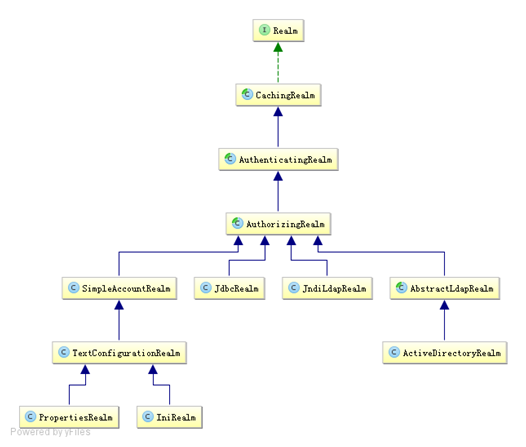 I Realm
C CachingRealm
C AuthenticatingRealm
C AuthorizingRealm
C SimpleAccountRealm C JdbcRealm C JndiLdapRealm C AbstractLdapRealm
C TextConfigurationRealm C ActiveDirectoryRealm
C PropertiesRealm C IniRealm
Powered by yFiles